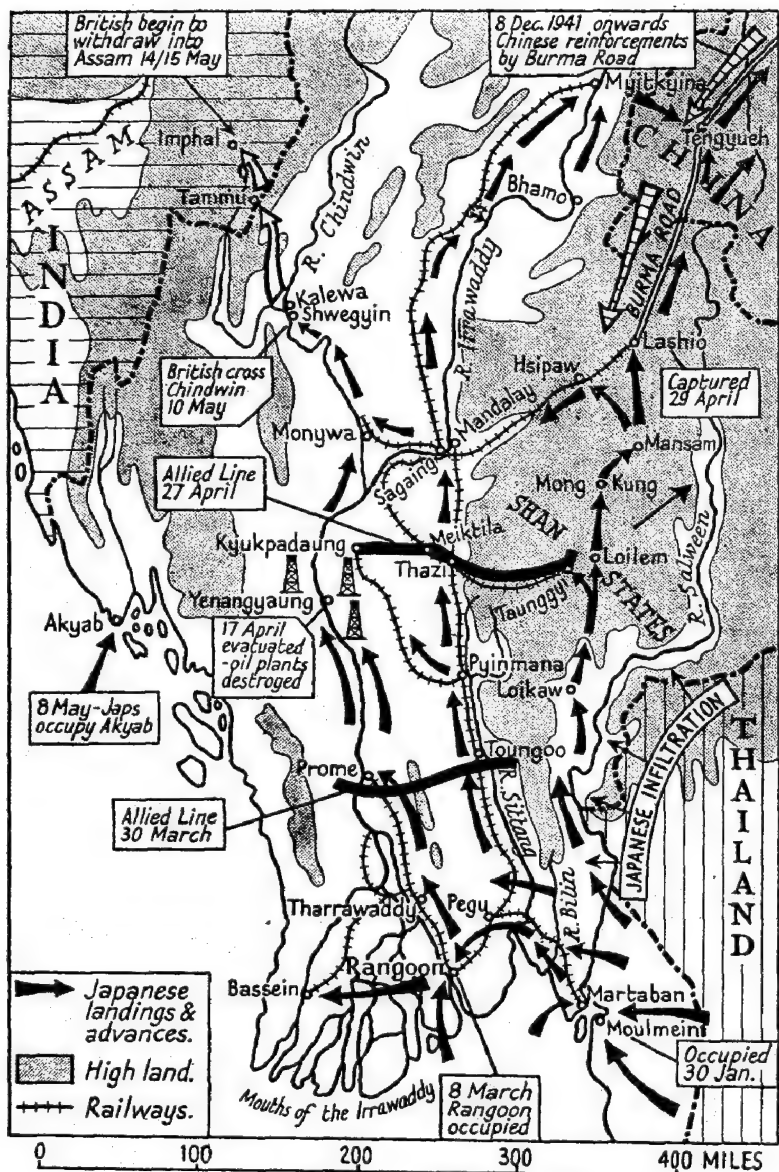 British begin to
withdraw into
Assam 14/15 May
8 Dec. 1941 onwards
Chinese reinforcements
by Burma Road
Myitkyina
Imphal
ASSAM
Tengyueh
CHINA
Tammu
R. Chindwin
Bhamo
INDIA
BURMA ROAD
Kalewa
Shwegyin
R. Irrawaddy
Lashio
British cross
Chindwin
10 May
Hsipaw
Captured
29 April
Monywa
Mandalay
Mansam
Sagaing
Allied Line
27 April
Mong Kung
SHAN
STATES
Kyukpadaung
Meiktila
Thazi
Loilem
R. Salween
Yenangyaung
Taunggyi
Akyab
17 April
evacuated
-oil plants
destroged
Pyinmana
Loikaw
8 May-Japs
occupy Akyab
Toungoo
Prome
JAPANESE INFILTRATION
THAILAND
Allied Line
30 March
R. Sittang
Tharrawaddy
Pegu
R. Bilin
Rangoon
Bassein
Martaban
Moulmein
Japanese
landings &
advances.
High land.
Railways.
Occupied
30 Jan.
8 March
Rangoon
occupied
Mouths of the Irrawaddy
0 100 200 300 400 MILES